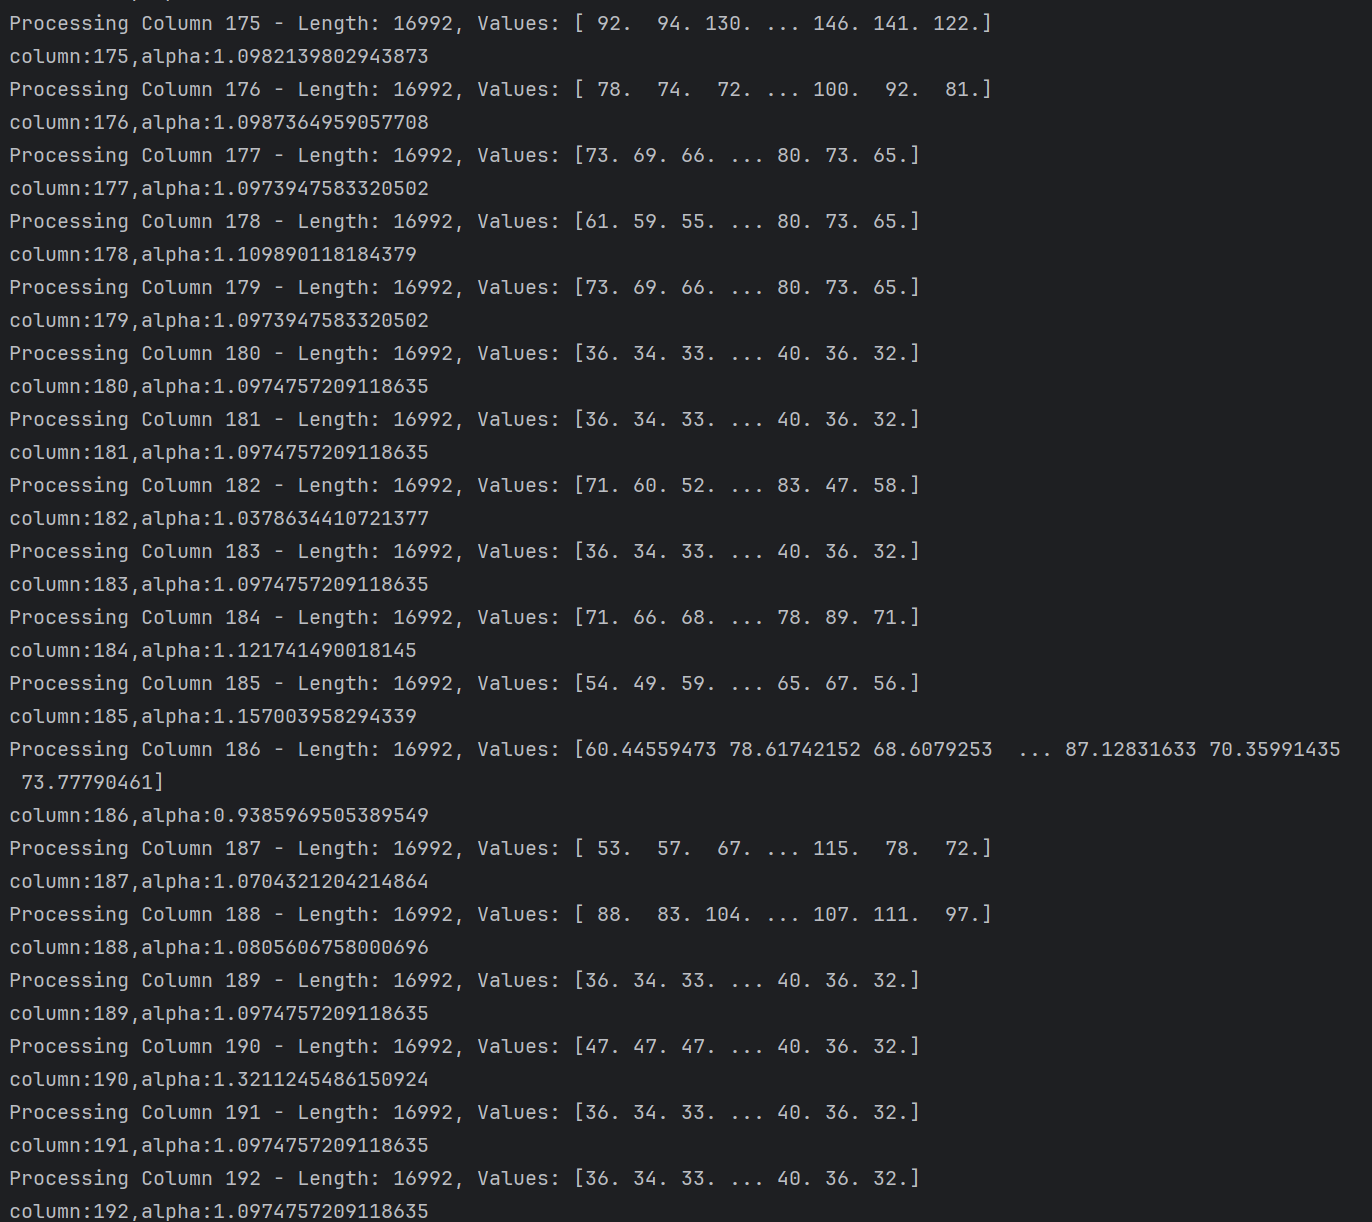 Processing Column 175 - Length: 16992, Values: [ 92.  94. 130. ... 146. 141. 122.]
column:175,alpha:1.0982139802943873
Processing Column 176 - Length: 16992, Values: [ 78.  74.  72. ... 100.  92.  81.]
column:176,alpha:1.0987364959057708
Processing Column 177 - Length: 16992, Values: [73. 69. 66. ... 80. 73. 65.]
column:177,alpha:1.0973947583320502
Processing Column 178 - Length: 16992, Values: [61. 59. 55. ... 80. 73. 65.]
column:178,alpha:1.109890118184379
Processing Column 179 - Length: 16992, Values: [73. 69. 66. ... 80. 73. 65.]
column:179,alpha:1.0973947583320502
Processing Column 180 - Length: 16992, Values: [36. 34. 33. ... 40. 36. 32.]
column:180,alpha:1.0974757209118635
Processing Column 181 - Length: 16992, Values: [36. 34. 33. ... 40. 36. 32.]
column:181,alpha:1.0974757209118635
Processing Column 182 - Length: 16992, Values: [71. 60. 52. ... 83. 47. 58.]
column:182,alpha:1.0378634410721377
Processing Column 183 - Length: 16992, Values: [36. 34. 33. ... 40. 36. 32.]
column:183,alpha:1.0974757209118635
Processing Column 184 - Length: 16992, Values: [71. 66. 68. ... 78. 89. 71.]
column:184,alpha:1.121741490018145
Processing Column 185 - Length: 16992, Values: [54. 49. 59. ... 65. 67. 56.]
column:185,alpha:1.157003958294339
Processing Column 186 - Length: 16992, Values: [60.44559473 78.61742152 68.6079253  ... 87.12831633 70.35991435
 73.77790461]
column:186,alpha:0.9385969505389549
Processing Column 187 - Length: 16992, Values: [ 53.  57.  67. ... 115.  78.  72.]
column:187,alpha:1.0704321204214864
Processing Column 188 - Length: 16992, Values: [ 88.  83. 104. ... 107. 111.  97.]
column:188,alpha:1.0805606758000696
Processing Column 189 - Length: 16992, Values: [36. 34. 33. ... 40. 36. 32.]
column:189,alpha:1.0974757209118635
Processing Column 190 - Length: 16992, Values: [47. 47. 47. ... 40. 36. 32.]
column:190,alpha:1.3211245486150924
Processing Column 191 - Length: 16992, Values: [36. 34. 33. ... 40. 36. 32.]
column:191,alpha:1.0974757209118635
Processing Column 192 - Length: 16992, Values: [36. 34. 33. ... 40. 36. 32.]
column:192,alpha:1.0974757209118635